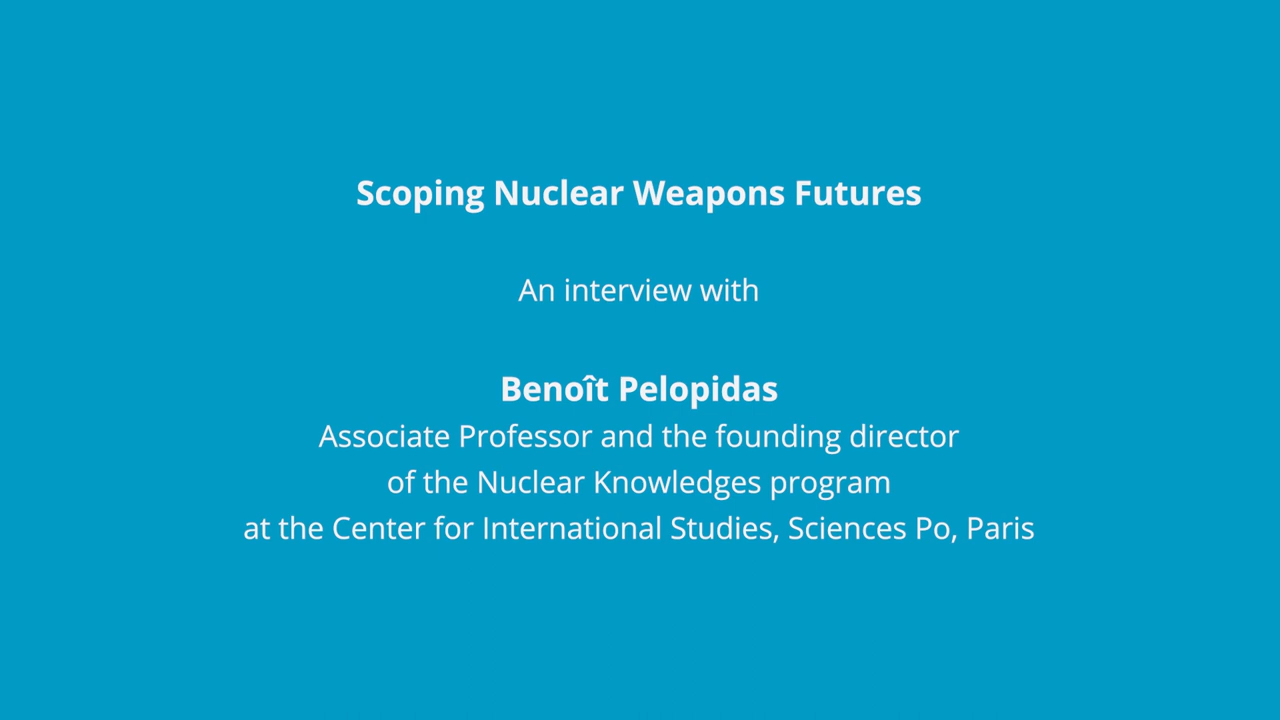 Scoping Nuclear Weapons Futures
An interview with
Benoît Pelopidas
Associate Professor and the founding director
of the Nuclear Knowledges program
at the Center for International Studies, Sciences Po, Paris